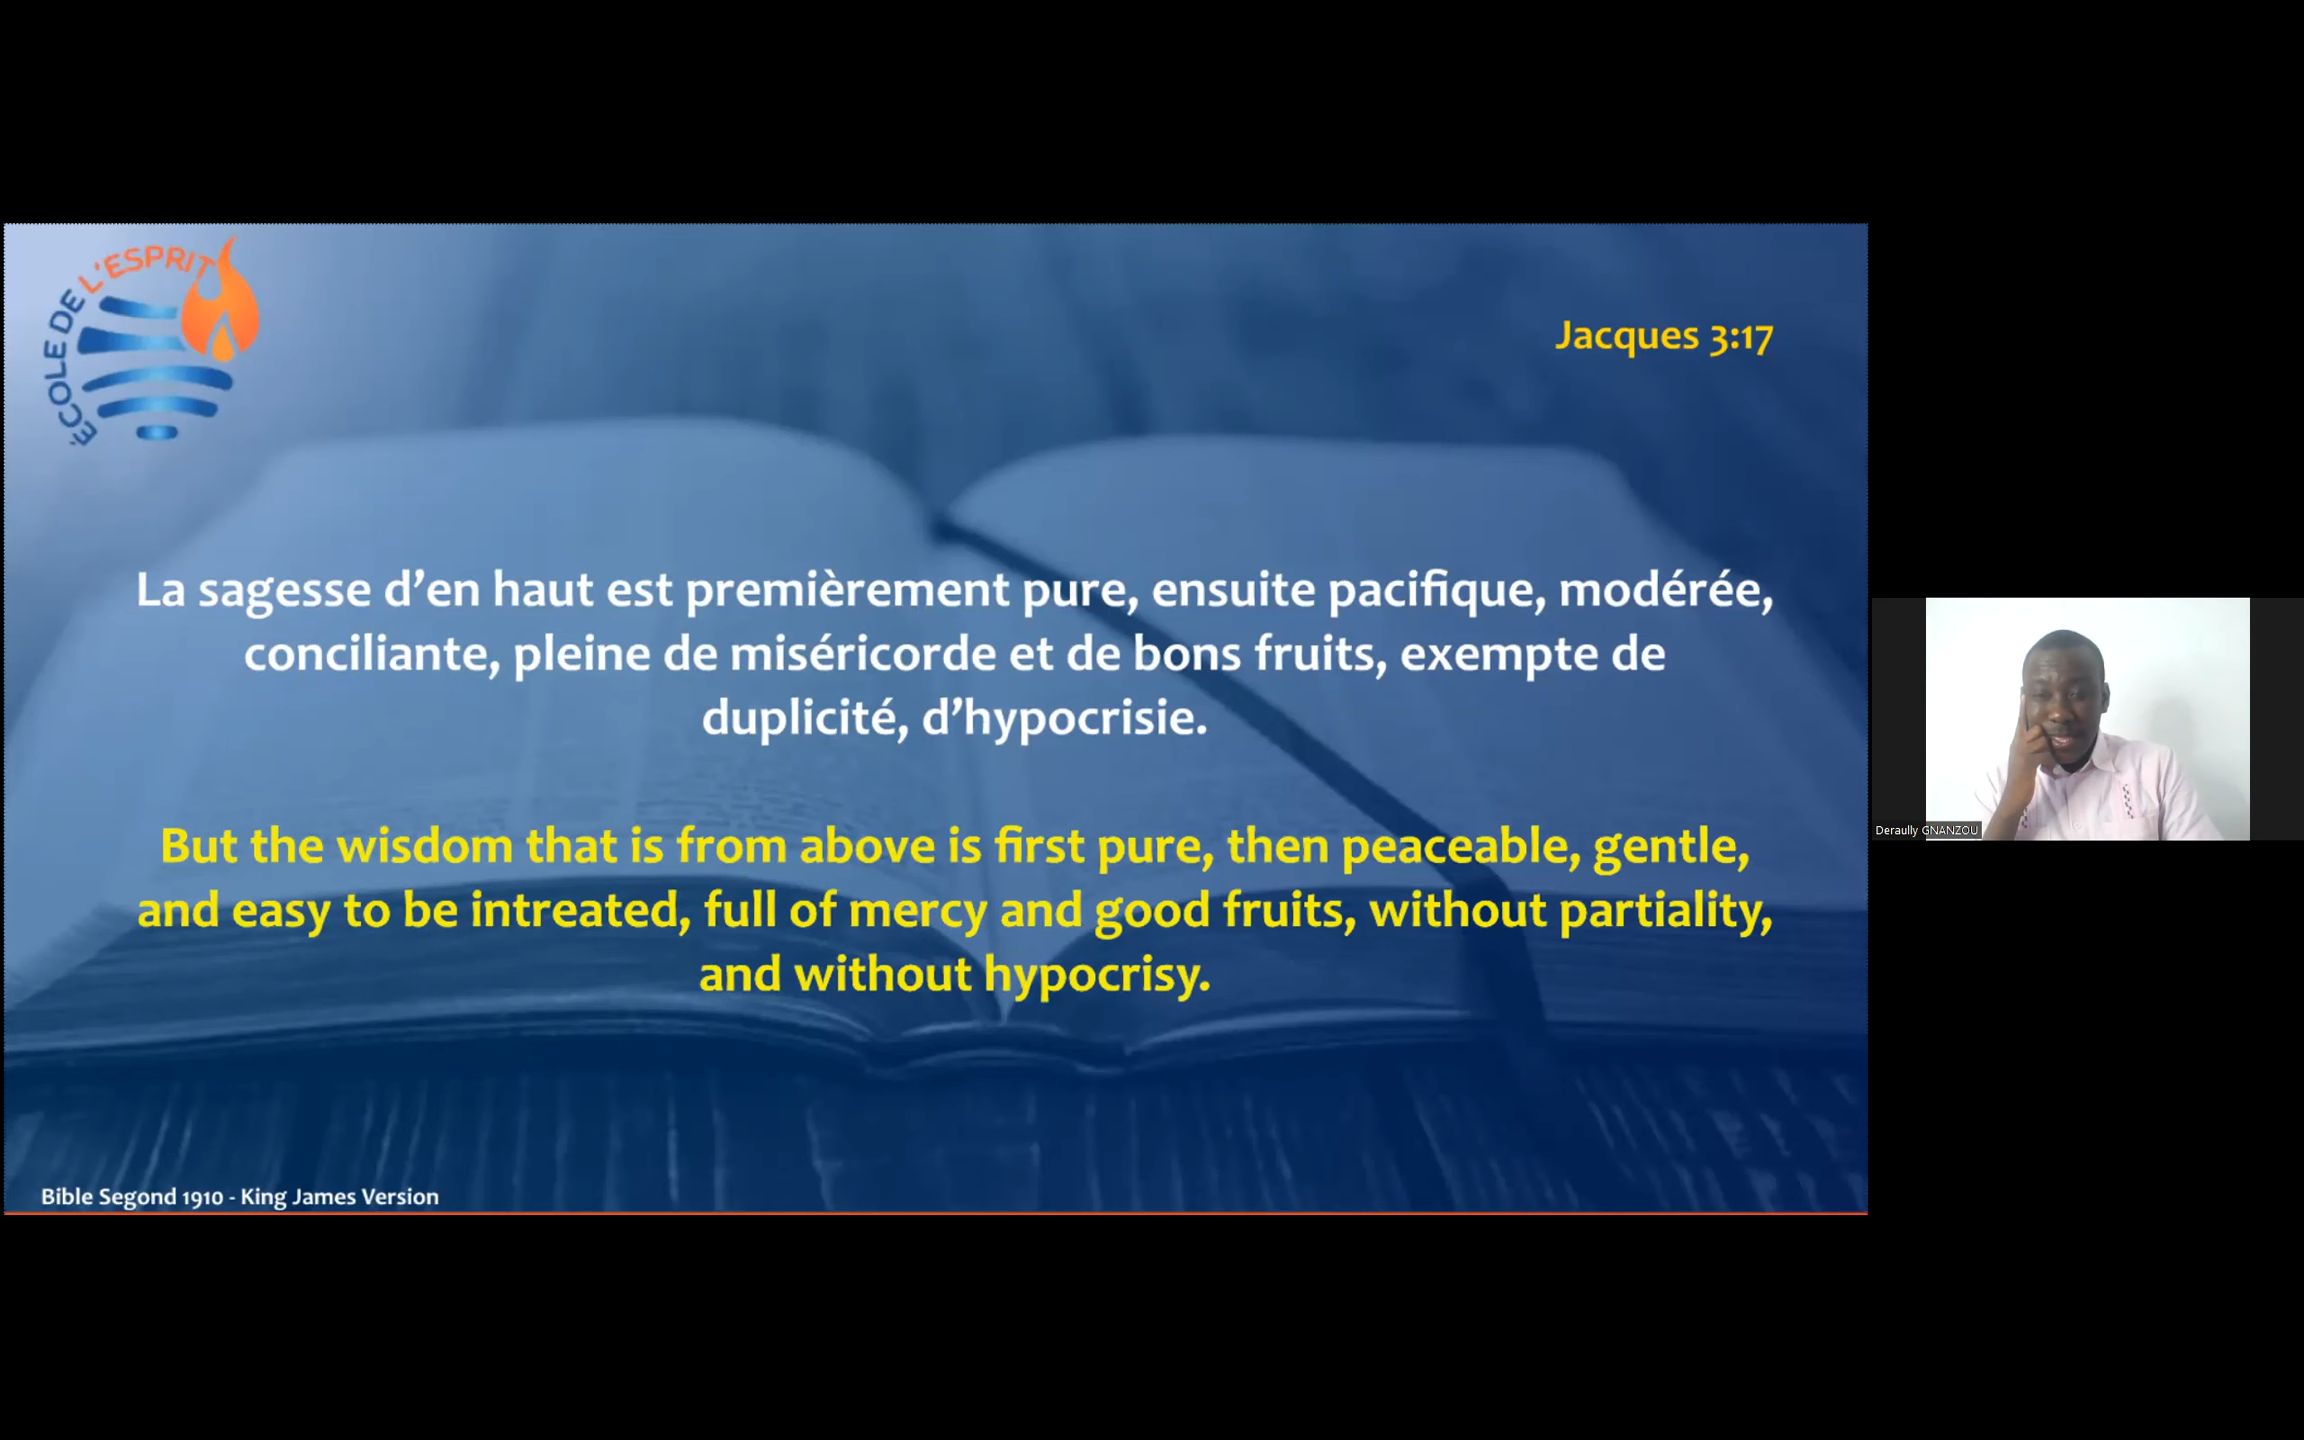 ÉCOLE DE L'ESPRIT
Jacques 3:17
La sagesse d’en haut est premièrement pure, ensuite pacifique, modérée,
conciliante, pleine de miséricorde et de bons fruits, exempte de
duplicité, d’hypocrisie.
But the wisdom that is from above is first pure, then peaceable, gentle,
and easy to be intreated, full of mercy and good fruits, without partiality,
and without hypocrisy.
Deraully GNANZOU
Bible Segond 1910 - King James Version